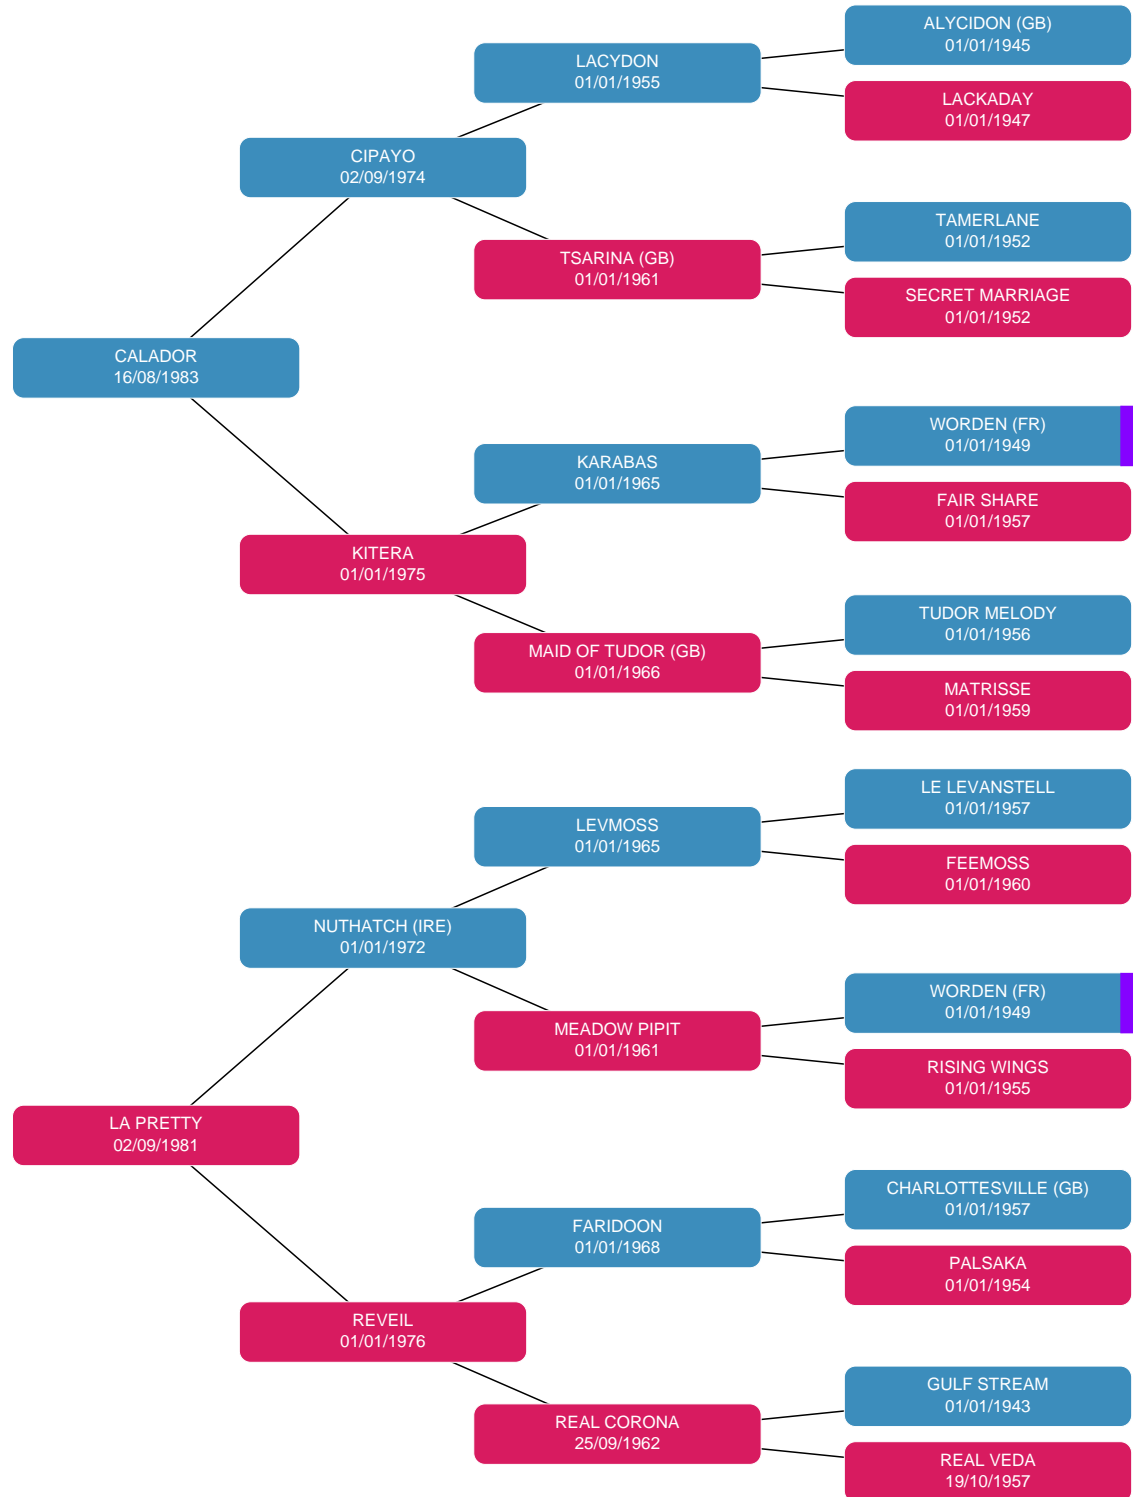 ALYCIDON (GB)
01/01/1945
LACYDON
01/01/1955
LACKADAY
01/01/1947
CIPAYO
02/09/1974
TAMERLANE
01/01/1952
TSARINA (GB)
01/01/1961
SECRET MARRIAGE
01/01/1952
CALADOR
16/08/1983
WORDEN (FR)
01/01/1949
KARABAS
01/01/1965
FAIR SHARE
01/01/1957
KITERA
01/01/1975
TUDOR MELODY
01/01/1956
MAID OF TUDOR (GB)
01/01/1966
MATRISSE
01/01/1959
LE LEVANSTELL
01/01/1957
LEVMOSS
01/01/1965
FEEMOSS
01/01/1960
NUTHATCH (IRE)
01/01/1972
WORDEN (FR)
01/01/1949
MEADOW PIPIT
01/01/1961
RISING WINGS
01/01/1955
LA PRETTY
02/09/1981
CHARLOTTESVILLE (GB)
01/01/1957
FARIDOON
01/01/1968
PALSAKA
01/01/1954
REVEIL
01/01/1976
GULF STREAM
01/01/1943
REAL CORONA
25/09/1962
REAL VEDA
19/10/1957